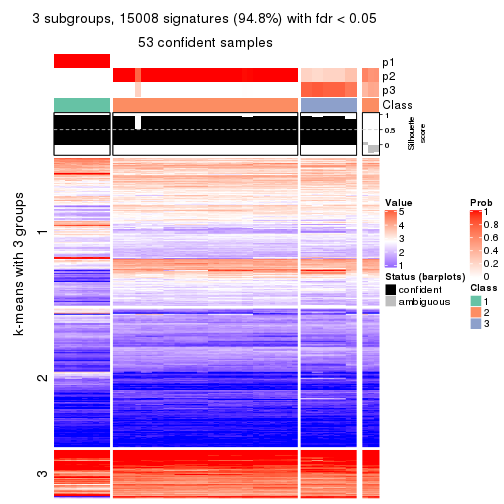 3 subgroups, 15008 signatures (94.8%) with fdr < 0.05
53 confident samples
p1
p2
p3
Class
1
0.5
0
Silhouette
score
k-means with 3 groups
1
2
3
Value
5
4
3
2
1
Status (barplots)
confident
ambiguous
Prob
1
0.8
0.6
0.4
0.2
0
Class
1
2
3